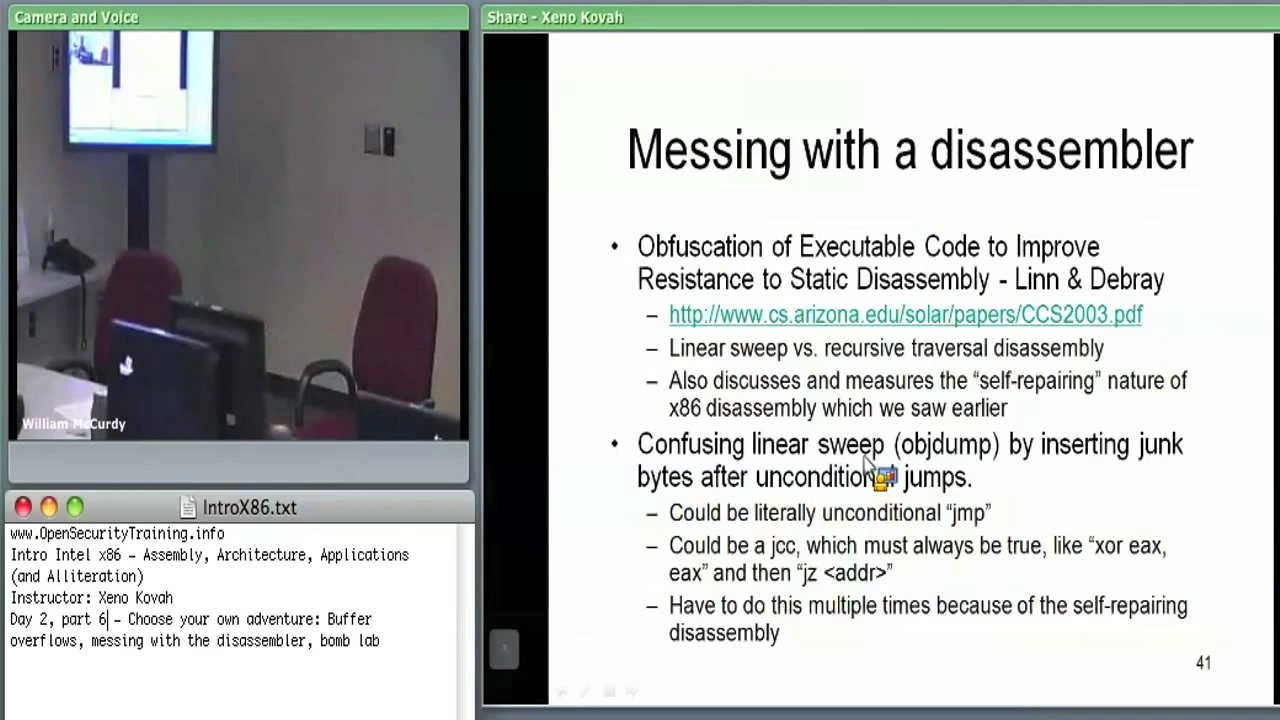 Camera and Voice
William McCurdy
IntroX86.txt
www.OpenSecurityTraining.info
Intro Intel x86 – Assembly, Architecture, Applications
(and Alliteration)
Instructor: Xeno Kovah
Day 2, part 6 – Choose your own adventure: Buffer
overflows, messing with the disassembler, bomb lab
Share - Xeno Kovah
Messing with a disassembler
• Obfuscation of Executable Code to Improve
Resistance to Static Disassembly - Linn & Debray
– http://www.cs.arizona.edu/solar/papers/CCS2003.pdf
– Linear sweep vs. recursive traversal disassembly
– Also discusses and measures the “self-repairing” nature of
x86 disassembly which we saw earlier
• Confusing linear sweep (objdump) by inserting junk
bytes after unconditional jumps.
– Could be literally unconditional “jmp”
– Could be a jcc, which must always be true, like “xor eax,
eax” and then “jz <addr>”
– Have to do this multiple times because of the self-repairing
disassembly
41